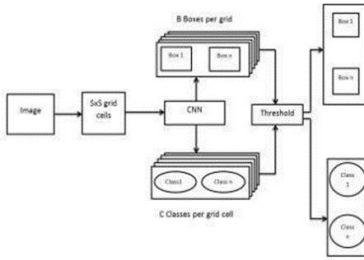 B Boxes per grid
Box 1
Box n
Box 1
Box n
Image
SxS grid
cells
CNN
Threshold
Class1
Class n
C Classes per grid cell
Class
1
Class
n